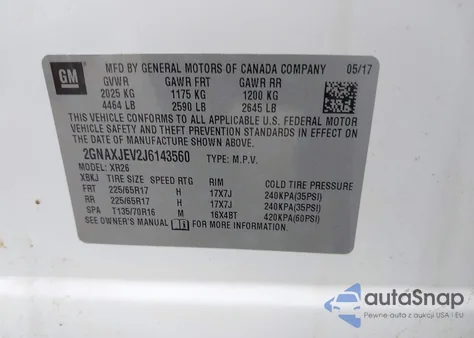 GM
MFD BY GENERAL MOTORS OF CANADA COMPANY 05/17
GVWR GAWR FRT GAWR RR
2025 KG 1175 KG 1200 KG
4464 LB 2590 LB 2645 LB
THIS VEHICLE CONFORMS TO ALL APPLICABLE U.S. FEDERAL MOTOR
VEHICLE SAFETY, BUMPER, AND THEFT PREVENTION STANDARDS IN EFFECT ON
THE DATE OF MANUFACTURE SHOWN ABOVE.
2GNAXJEV2J6143560 TYPE: M.P.V.
MODEL: XR26
XBKJ TIRE SIZE SPEED RTG RIM COLD TIRE PRESSURE
FRT 225/65R17 H 17X7J 240KPA(35PSI)
RR 225/65R17 H 17X7J 240KPA(35PSI)
SPA T135/70R16 M 16X4BT 420KPA(60PSI)
SEE OWNER'S MANUAL FOR MORE INFORMATION
autoSnap
Pewne auta z aukcji USA i EU